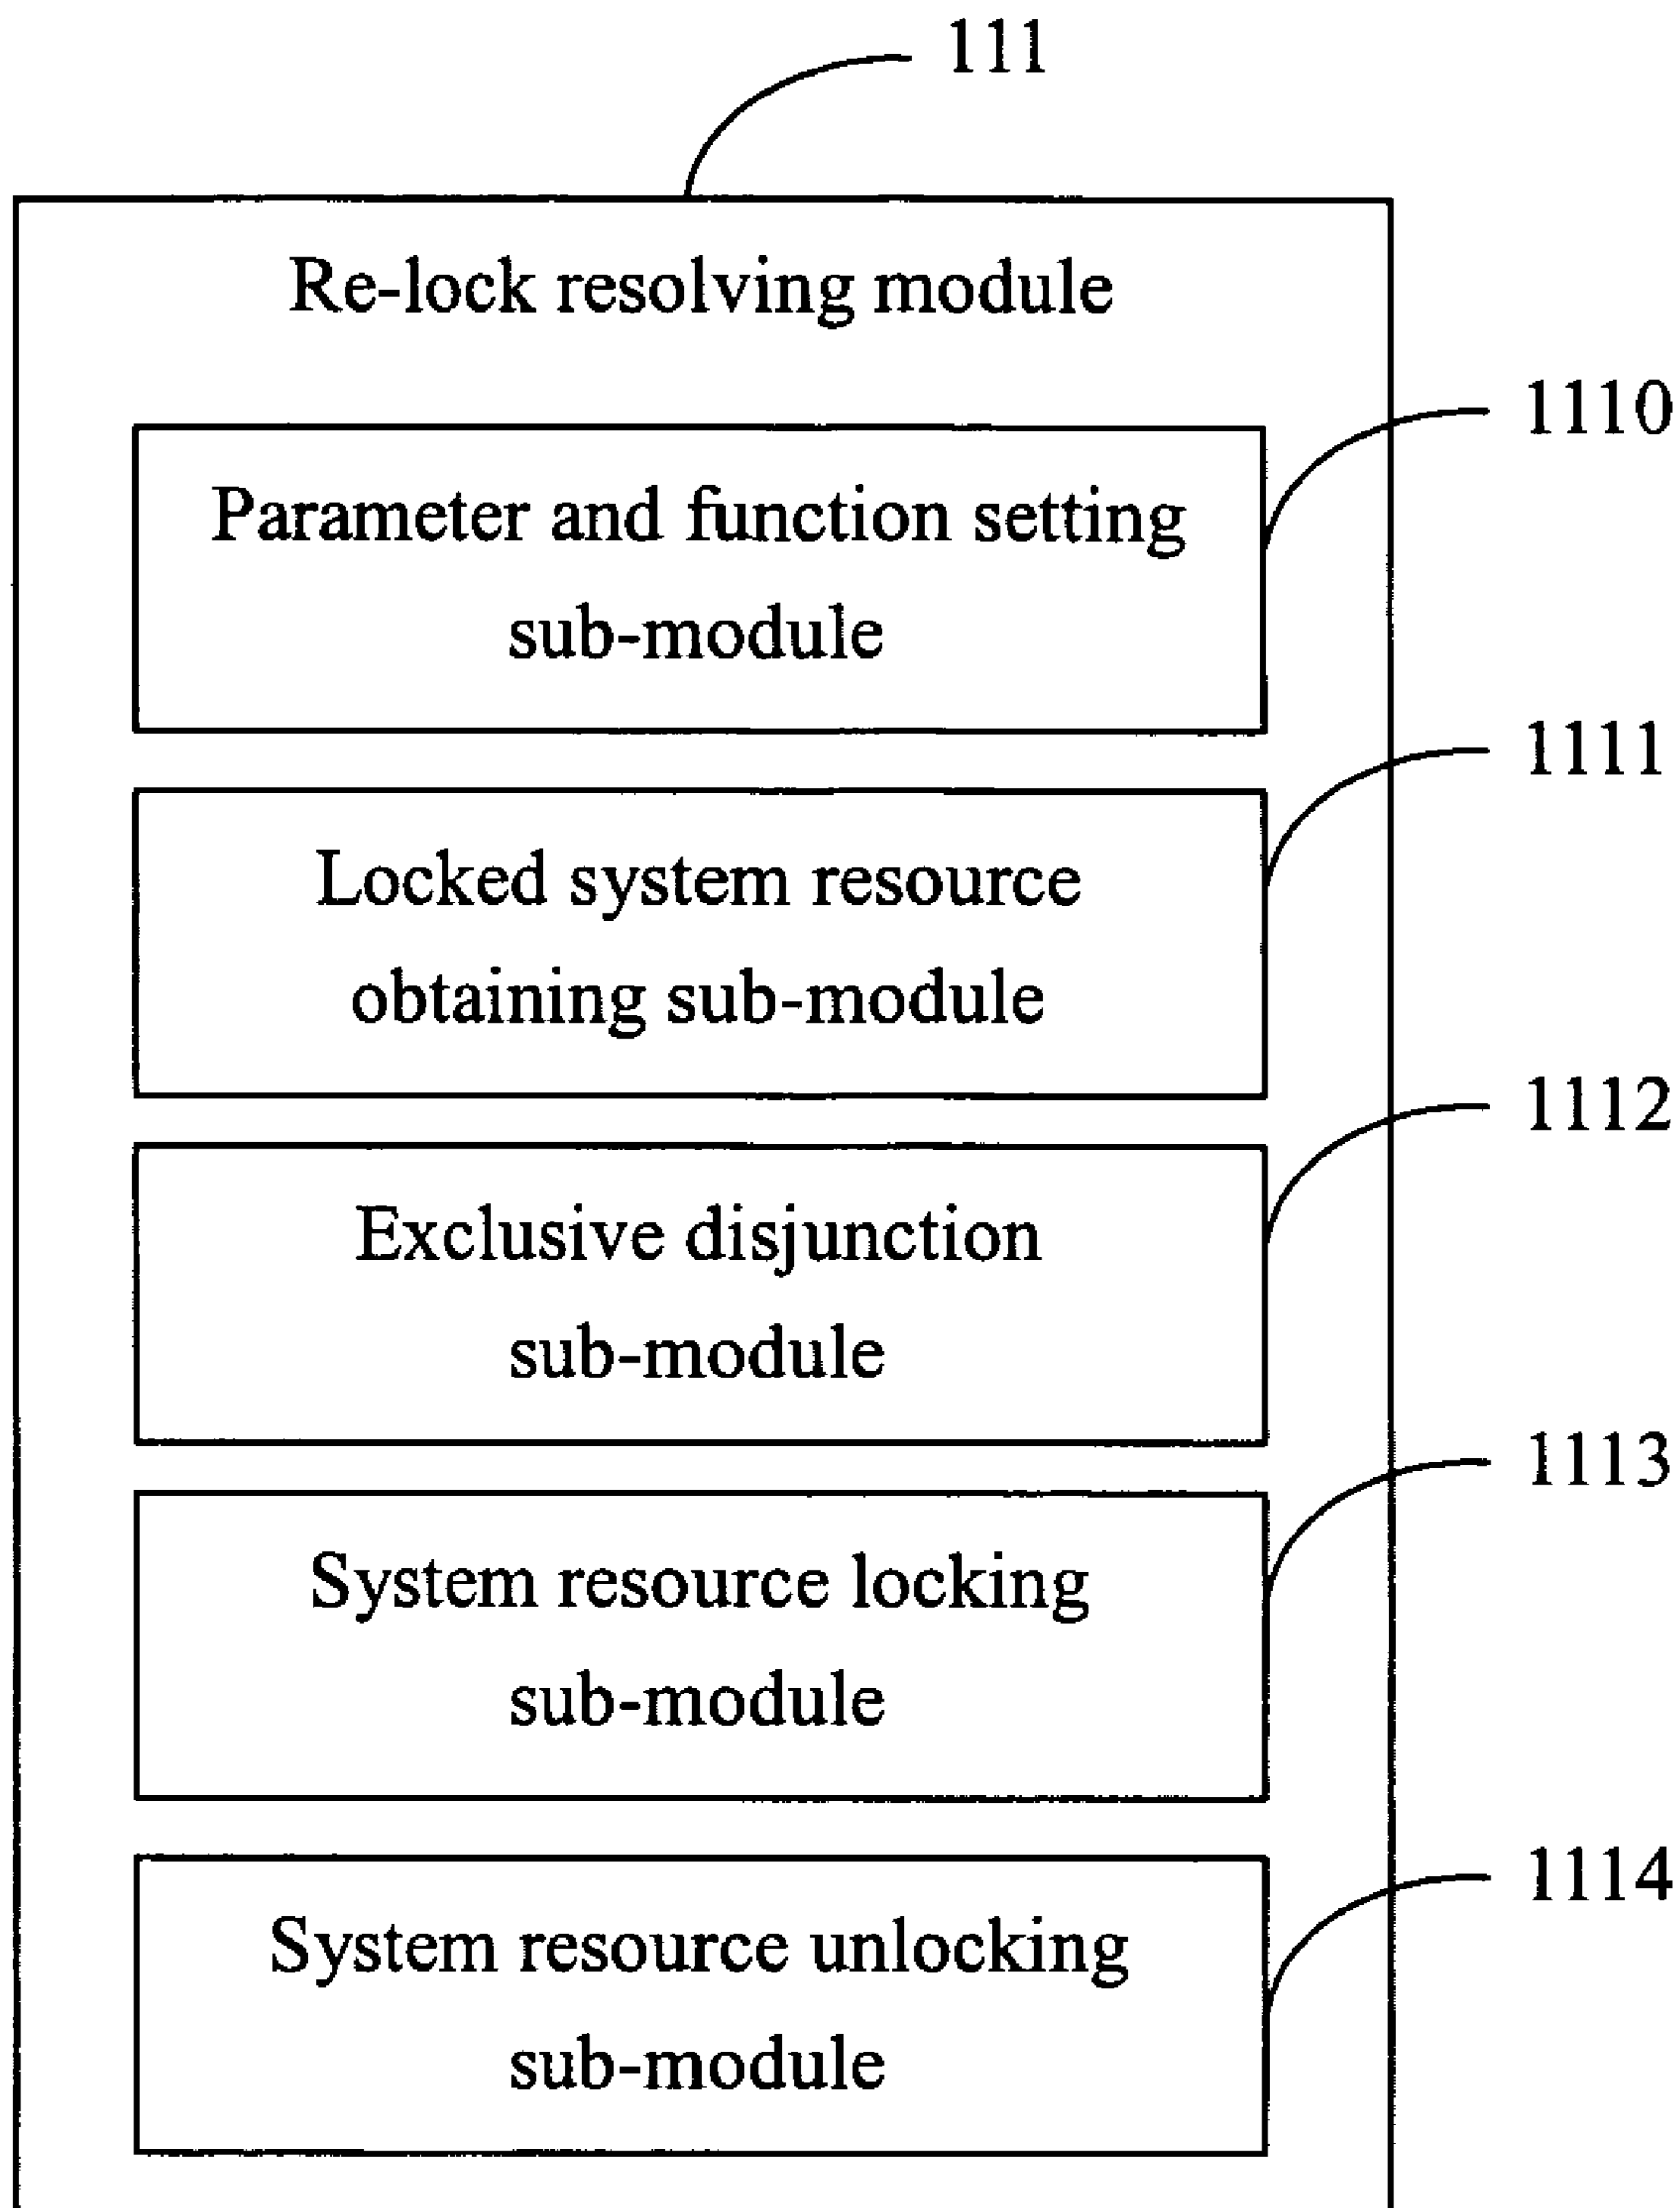 111
Re-lock resolving module
1110
Parameter and function setting
sub-module
1111
Locked system resource
obtaining sub-module
1112
Exclusive disjunction
sub-module
1113
System resource locking
sub-module
1114
System resource unlocking
sub-module